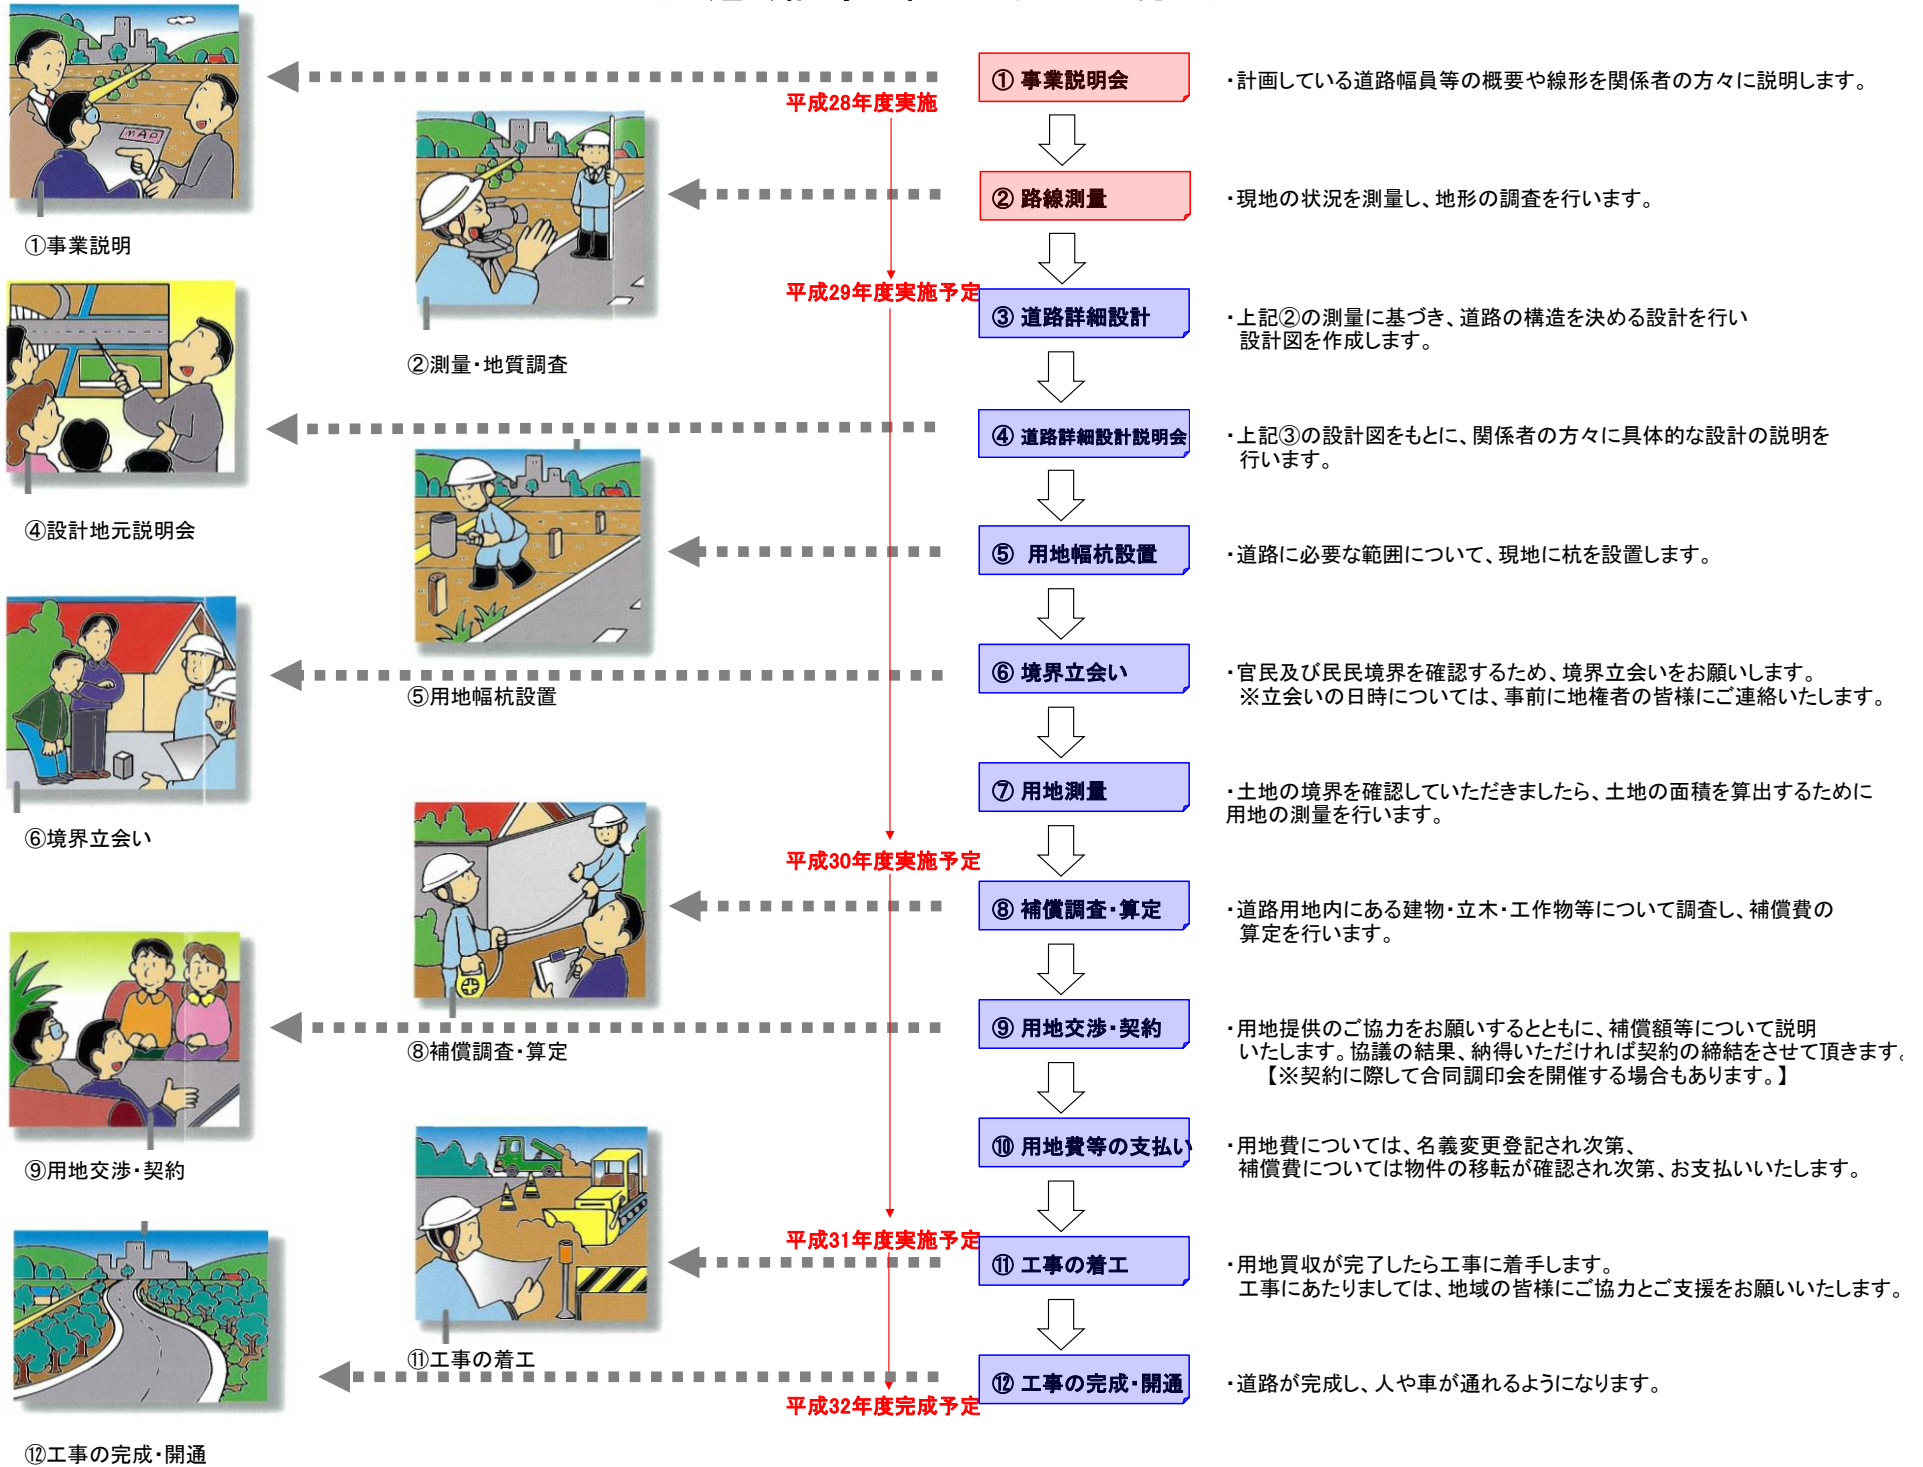 ① 事業説明会
・計画している道路幅員等の概要や線形を関係者の方々に説明します。
平成28年度実施
MAP
①事業説明
② 路線測量
・現地の状況を測量し、地形の調査を行います。
②測量・地質調査
平成29年度実施予定
③ 道路詳細設計
・上記②の測量に基づき、道路の構造を決める設計を行い
設計図を作成します。
④ 道路詳細設計説明会
・上記③の設計図をもとに、関係者の方々に具体的な設計の説明を
行います。
④設計地元説明会
⑤ 用地幅杭設置
・道路に必要な範囲について、現地に杭を設置します。
⑤用地幅杭設置
⑥ 境界立会い
・官民及び民民境界を確認するため、境界立会いをお願いします。
※立会いの日時については、事前に地権者の皆様にご連絡いたします。
⑥境界立会い
⑦ 用地測量
・土地の境界を確認していただきましたら、土地の面積を算出するために
用地の測量を行います。
平成30年度実施予定
⑧ 補償調査・算定
・道路用地内にある建物・立木・工作物等について調査し、補償費の
算定を行います。
⑧補償調査・算定
⑨ 用地交渉・契約
・用地提供のご協力をお願いするとともに、補償額等について説明
いたします。協議の結果、納得いただければ契約の締結をさせて頂きます。
【※契約に際して合同調印会を開催する場合もあります。】
⑨用地交渉・契約
⑩ 用地費等の支払い
・用地費については、名義変更登記され次第、
補償費については物件の移転が確認され次第、お支払いいたします。
平成31年度実施予定
⑪ 工事の着工
・用地買収が完了したら工事に着手します。
工事にあたりましては、地域の皆様にご協力とご支援をお願いいたします。
⑪工事の着工
⑫ 工事の完成・開通
・道路が完成し、人や車が通れるようになります。
平成32年度完成予定
⑫工事の完成・開通